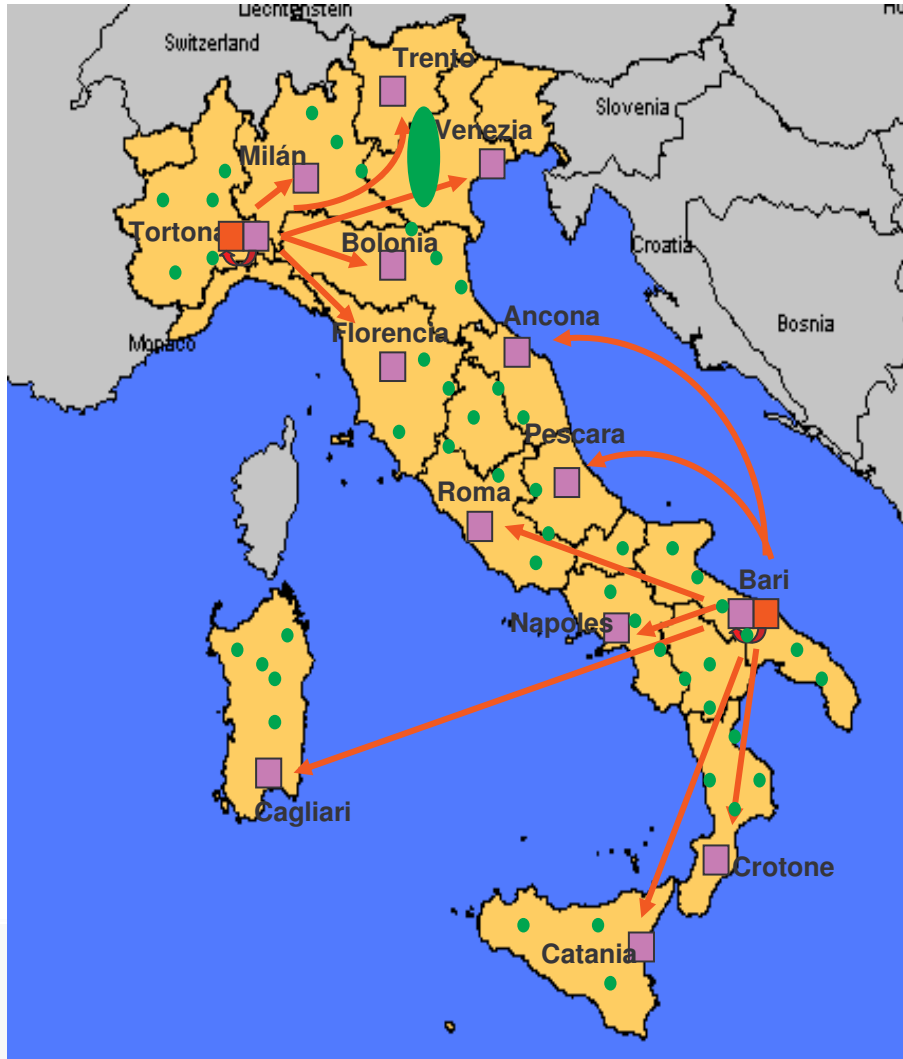 Liechtenstein
Switzerland
Trento
Slovenia
Venezia
Milán
Tortona
Bolonia
Croatia
Ancona
Bosnia
Florencia
Monaco
Pescara
Roma
Bari
Napoles
Cagliari
Crotone
Catania